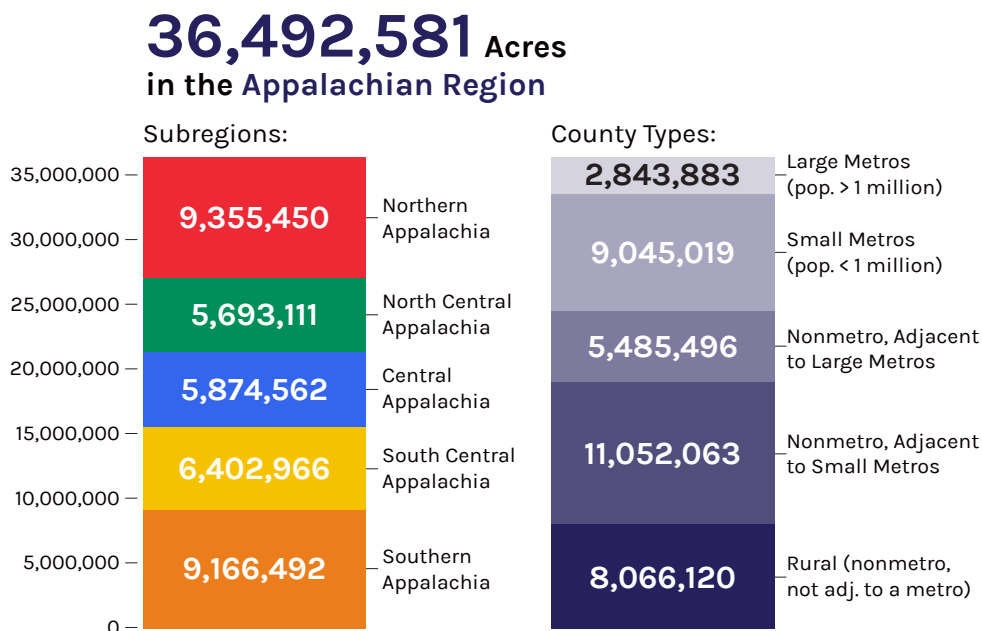 36,492,581 Acres
in the Appalachian Region
Subregions:
35,000,000
30,000,000
25,000,000
20,000,000
15,000,000
10,000,000
5,000,000
0
9,355,450
Northern
Appalachia
5,693,111
North Central
Appalachia
5,874,562
Central
Appalachia
6,402,966
South Central
Appalachia
9,166,492
Southern
Appalachia
County Types:
2,843,883
Large Metros
(pop. > 1 million)
9,045,019
Small Metros
(pop. < 1 million)
5,485,496
Nonmetro, Adjacent
to Large Metros
11,052,063
Nonmetro, Adjacent
to Small Metros
8,066,120
Rural (nonmetro,
not adj. to a metro)